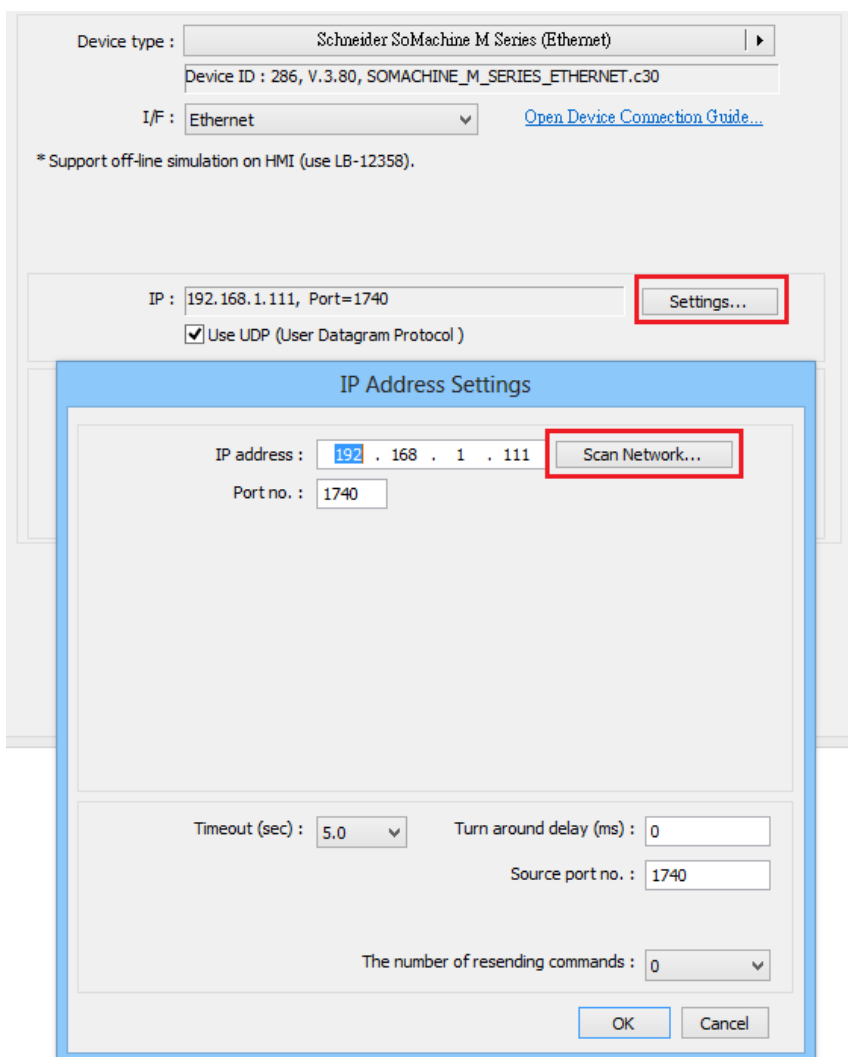 Device type : Schneider SoMachine M Series (Ethernet)
Device ID : 286, V.3.80, SOMACHINE_M_SERIES_ETHERNET.c30
I/F : Ethernet Open Device Connection Guide...
* Support off-line simulation on HMI (use LB-12358).
IP : 192.168.1.111, Port=1740 Settings...
Use UDP (User Datagram Protocol )
IP Address Settings
IP address : 192 . 168 . 1 . 111 Scan Network...
Port no. : 1740
Timeout (sec) : 5.0 Turn around delay (ms) : 0
Source port no. : 1740
The number of resending commands : 0
OK Cancel